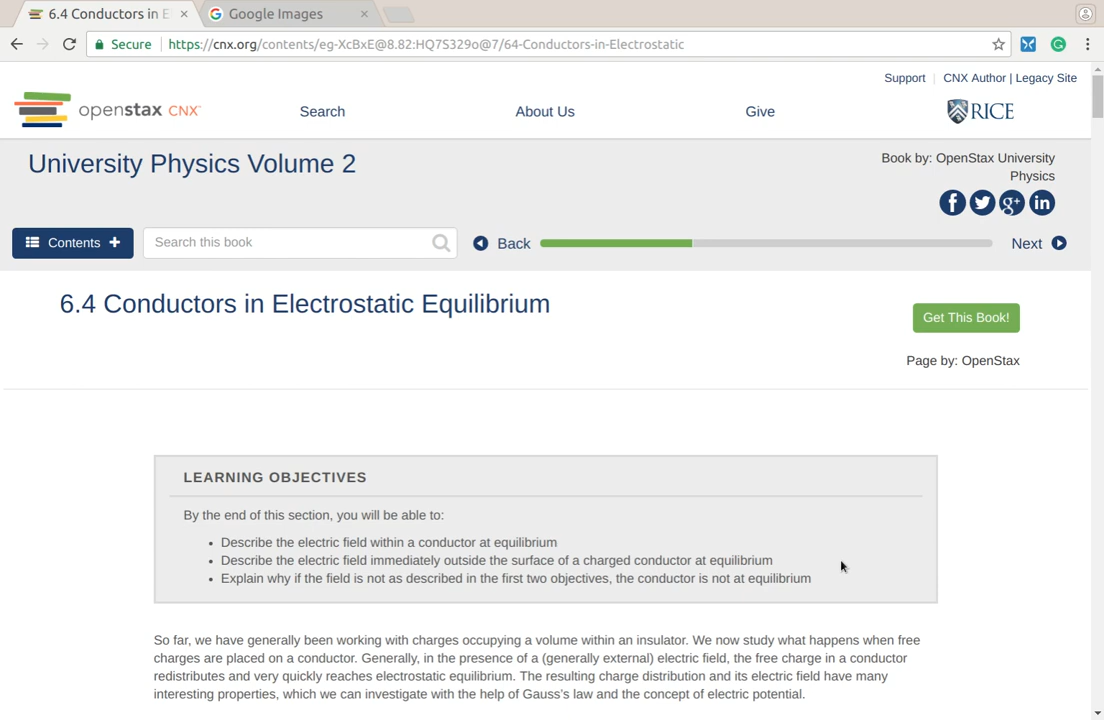 6.4 Conductors in E
Google Images
Secure https://cnx.org/contents/eg-XcBxE@8.82:HQ7S329o@7/64-Conductors-in-Electrostatic
Support CNX Author | Legacy Site
openstax CNX
Search
About Us
Give
RICE
University Physics Volume 2
Book by: OpenStax University
Physics
Contents +
Search this book
Back
Next
6.4 Conductors in Electrostatic Equilibrium
Get This Book!
Page by: OpenStax
LEARNING OBJECTIVES
By the end of this section, you will be able to:
• Describe the electric field within a conductor at equilibrium
• Describe the electric field immediately outside the surface of a charged conductor at equilibrium
• Explain why if the field is not as described in the first two objectives, the conductor is not at equilibrium
So far, we have generally been working with charges occupying a volume within an insulator. We now study what happens when free
charges are placed on a conductor. Generally, in the presence of a (generally external) electric field, the free charge in a conductor
redistributes and very quickly reaches electrostatic equilibrium. The resulting charge distribution and its electric field have many
interesting properties, which we can investigate with the help of Gauss's law and the concept of electric potential.